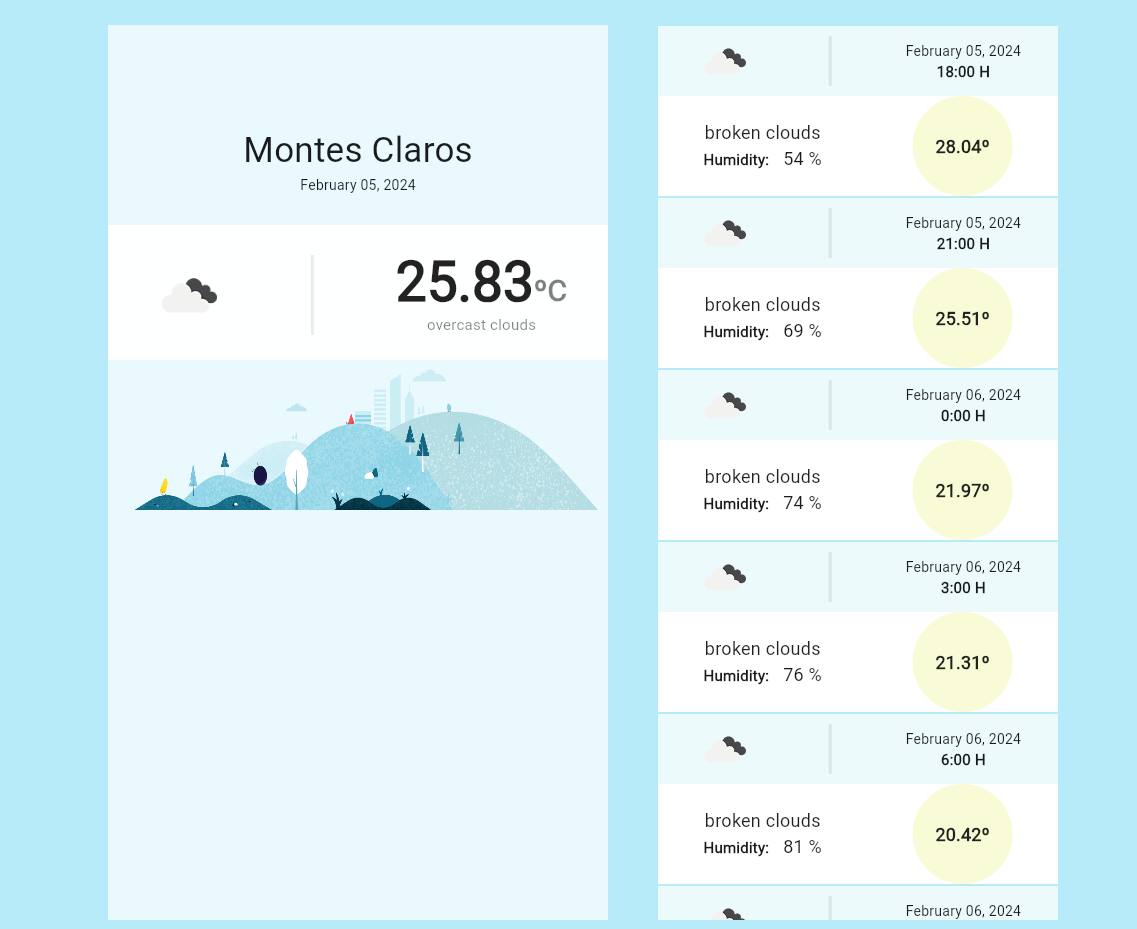 Montes Claros
February 05, 2024
25.83ºC
overcast clouds
February 05, 2024
18:00 H
broken clouds
Humidity: 54 %
28.04º
February 05, 2024
21:00 H
broken clouds
Humidity: 69 %
25.51º
February 06, 2024
0:00 H
broken clouds
Humidity: 74 %
21.97º
February 06, 2024
3:00 H
broken clouds
Humidity: 76 %
21.31º
February 06, 2024
6:00 H
broken clouds
Humidity: 81 %
20.42º
February 06, 2024